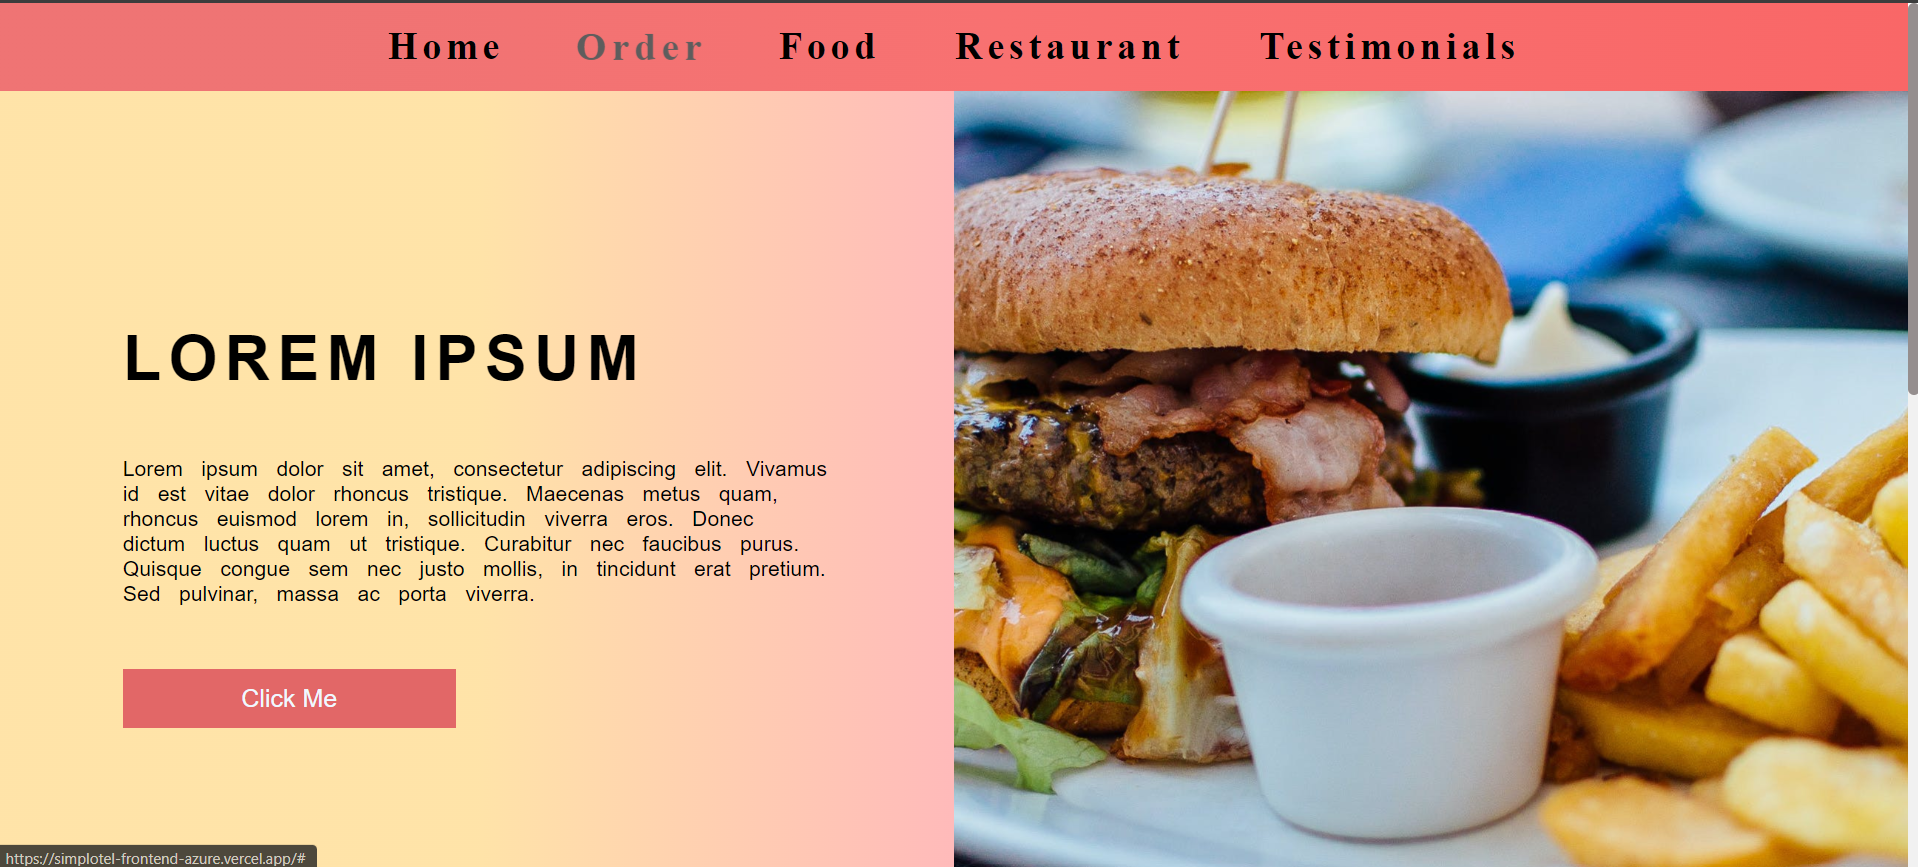 Home Order Food Restaurant Testimonials
LOREM IPSUM
Lorem ipsum dolor sit amet, consectetur adipiscing elit. Vivamus
id est vitae dolor rhoncus tristique. Maecenas metus quam,
rhoncus euismod lorem in, sollicitudin viverra eros. Donec
dictum luctus quam ut tristique. Curabitur nec faucibus purus.
Quisque congue sem nec justo mollis, in tincidunt erat pretium.
Sed pulvinar, massa ac porta viverra.
Click Me
https://simplotel-frontend-azure.vercel.app/#